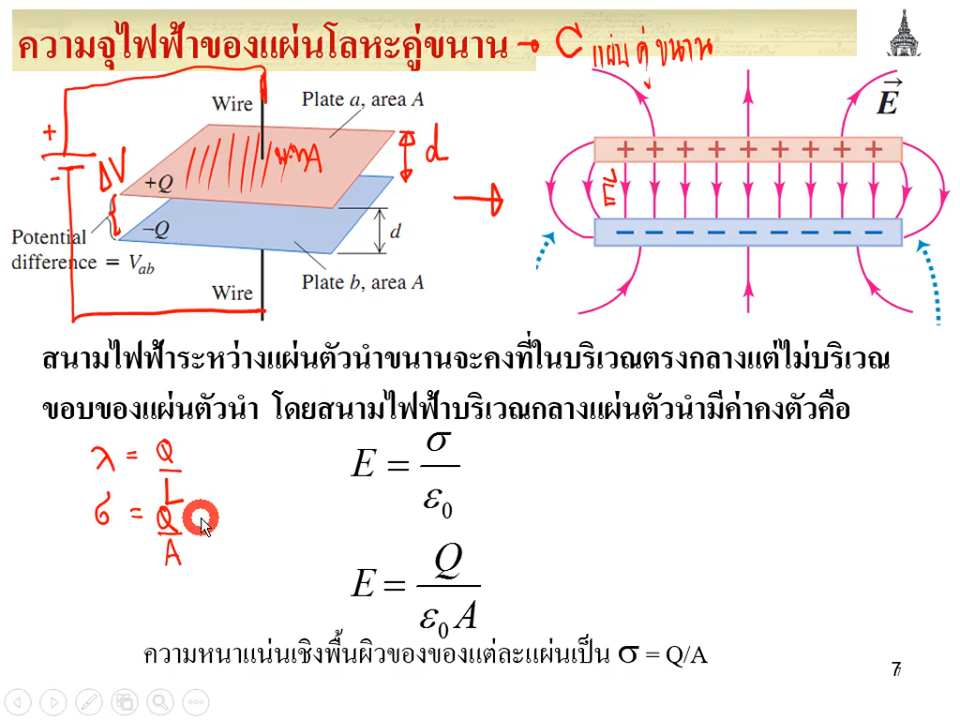 ความจุไฟฟ้าของแผ่นโลหะคู่ขนาน → C แผ่นคู่ขนาน
Wire
Plate a, area A
+
-
ΔV
+Q
-Q
d
d
Potential
difference = Vab
Wire
Plate b, area A
E
+ + + + + + + + +
− − − − − − − − −
สนามไฟฟ้าระหว่างแผ่นตัวนำขนานจะคงที่ในบริเวณตรงกลางแต่ไม่บริเวณ
ขอบของแผ่นตัวนำ โดยสนามไฟฟ้าบริเวณกลางแผ่นตัวนำมีค่าคงตัวคือ
λ = Q/L
σ = Q/A
E = σ/ε0
E = Q/ε0A
ความหนาแน่นเชิงพื้นผิวของของแต่ละแผ่นเป็น σ = Q/A
7